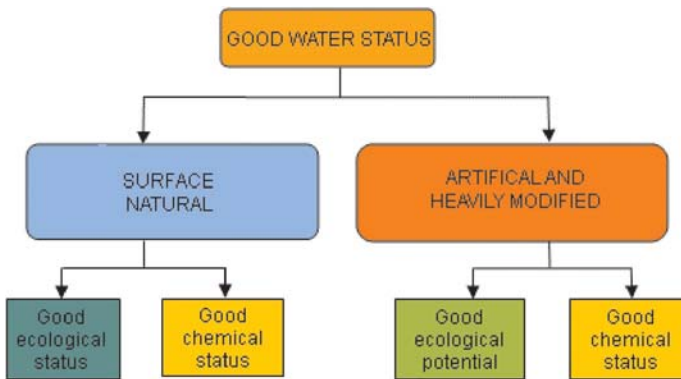 GOOD WATER STATUS
SURFACE
NATURAL
ARTIFICAL AND
HEAVILY MODIFIED
Good
ecological
status
Good
chemical
status
Good
ecological
potential
Good
chemical
status